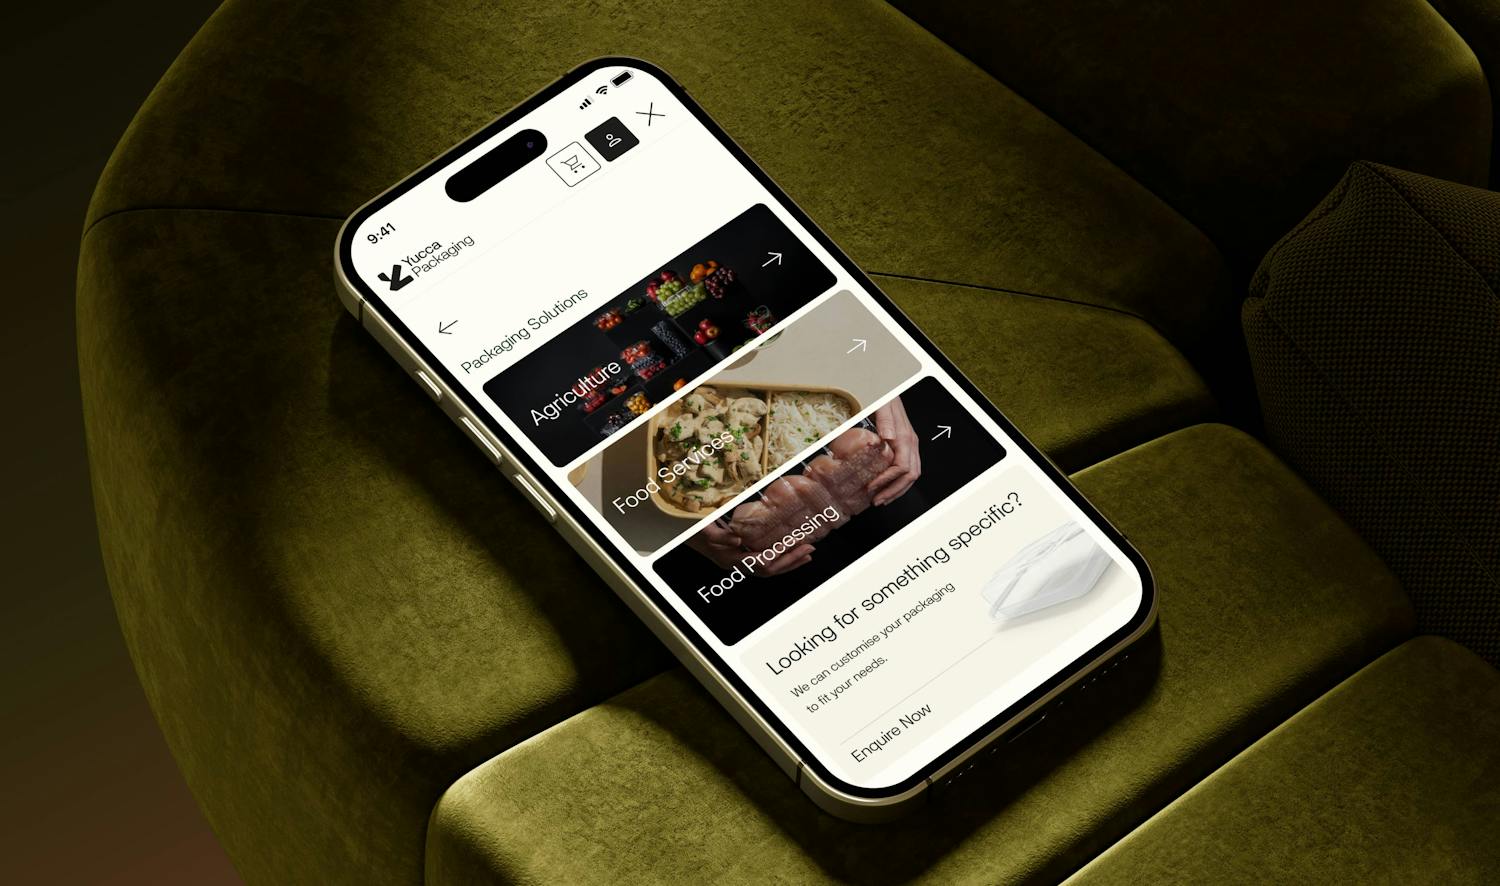 9:41
Yucca
Packaging
Packaging Solutions
Agriculture
Food Services
Food Processing
Looking for something specific?
We can customise your packaging
to fit your needs.
Enquire Now